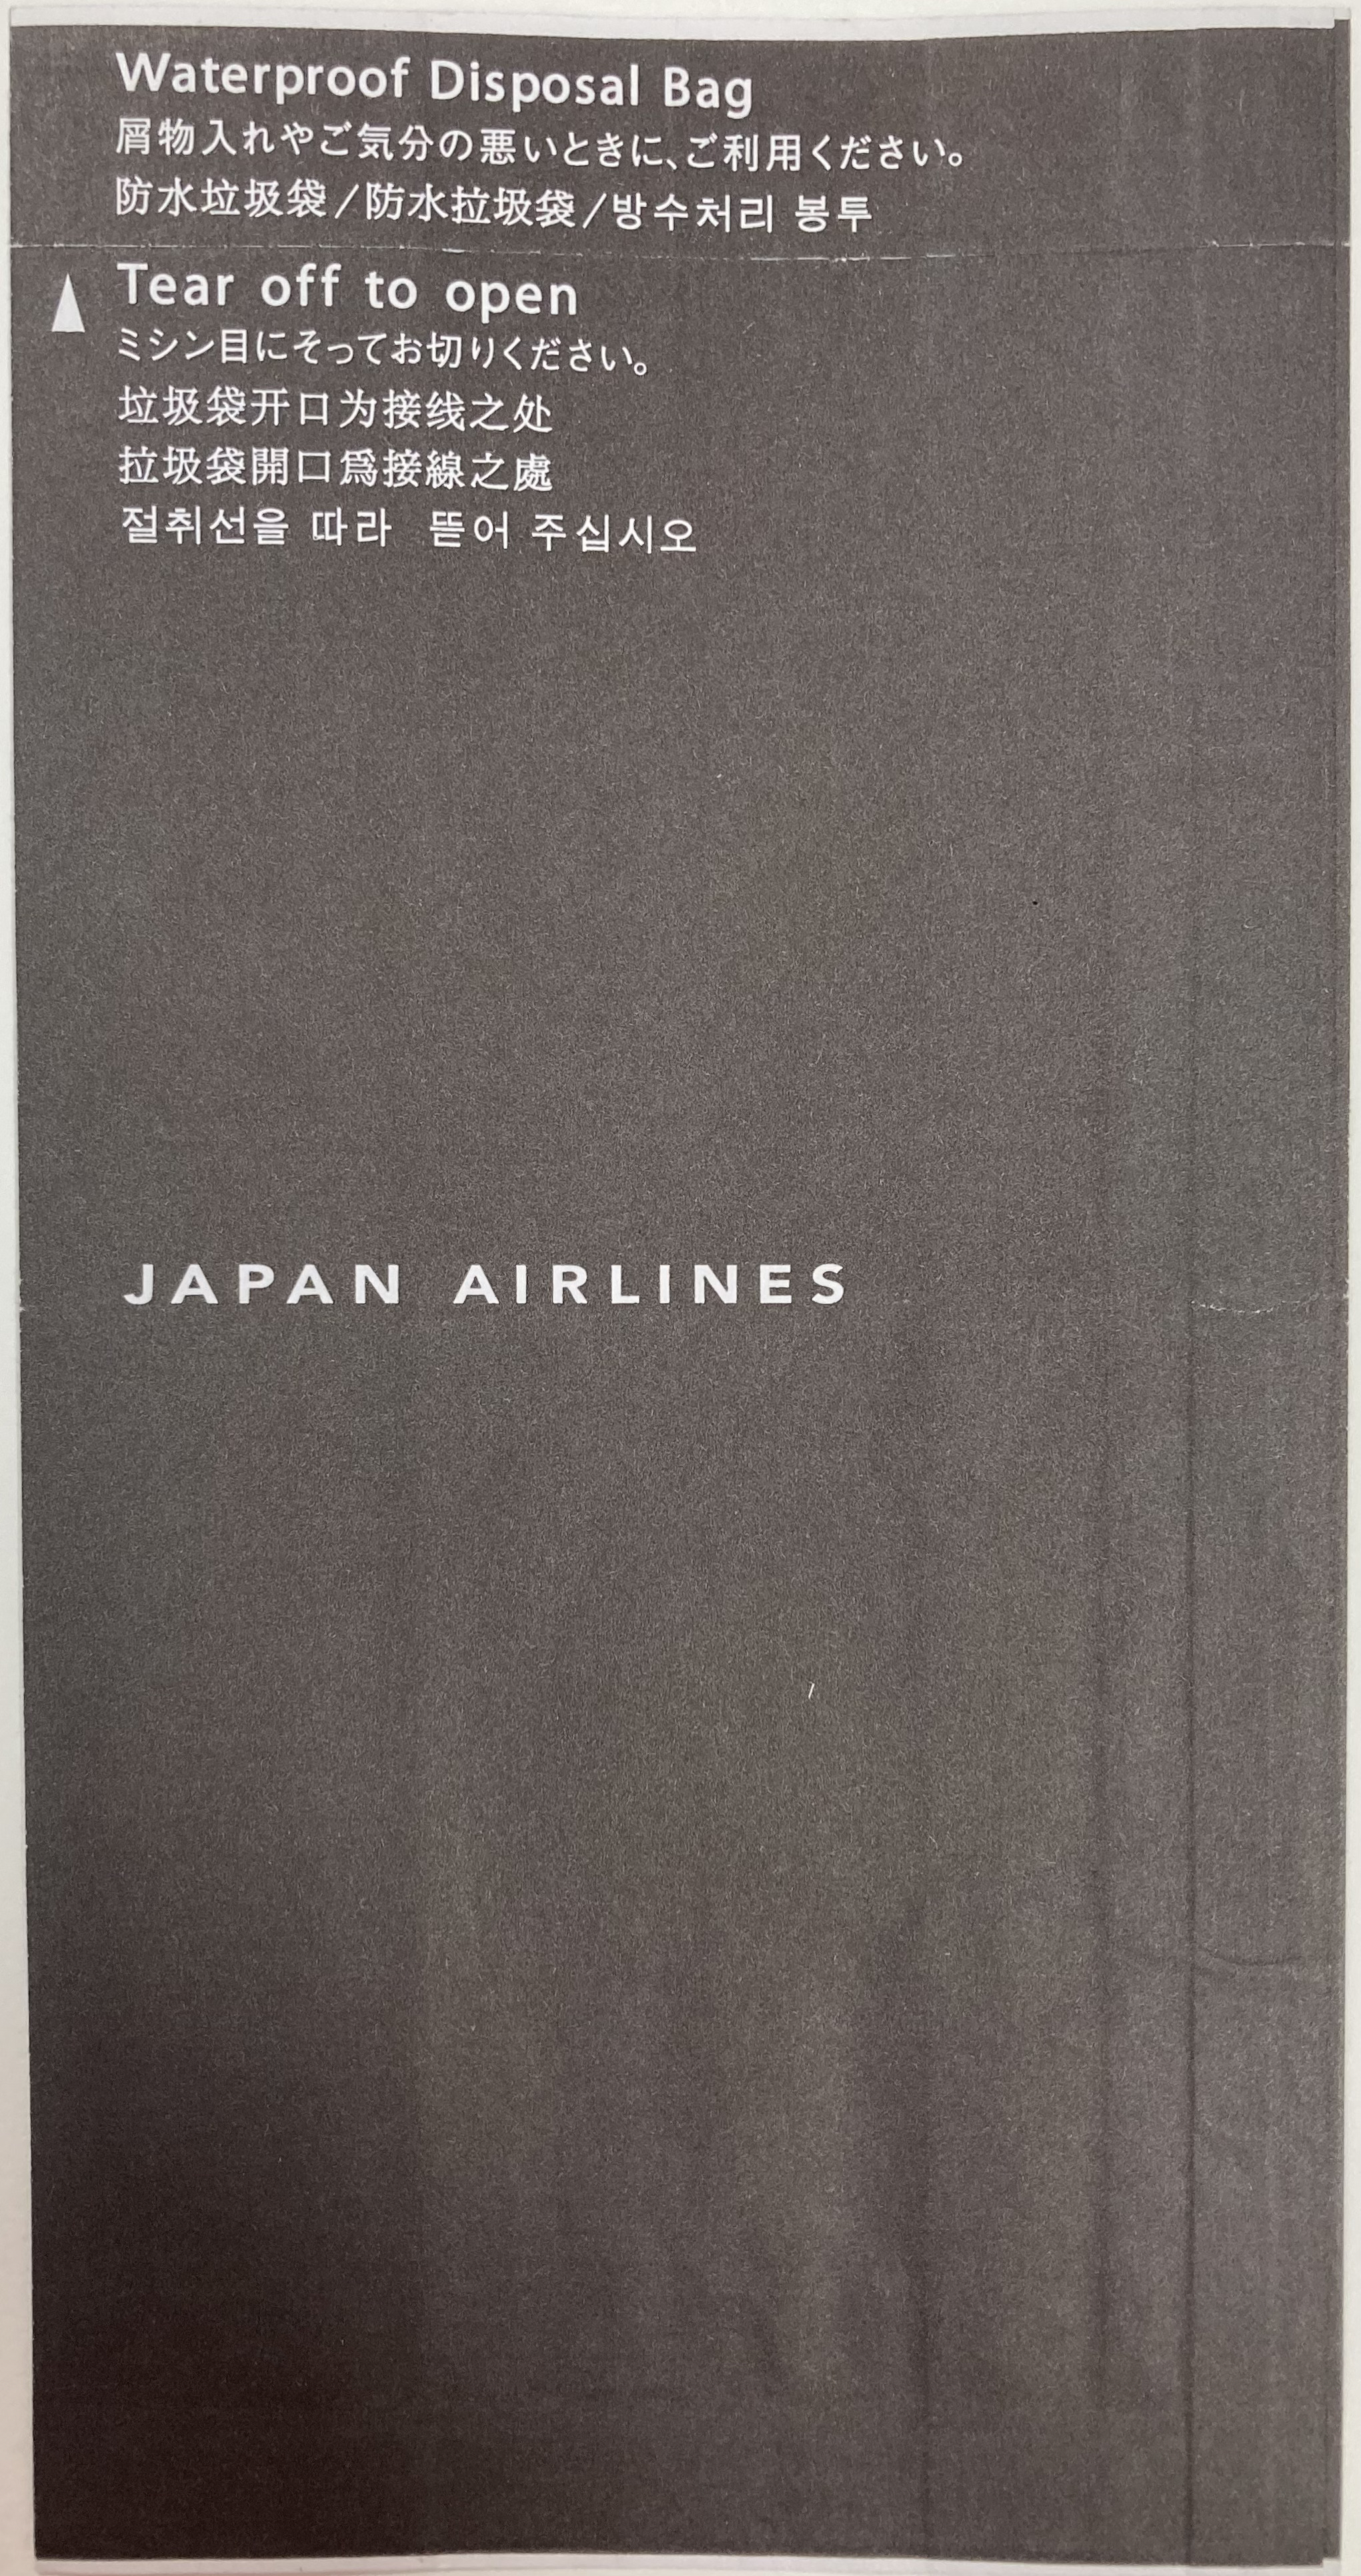 Waterproof Disposal Bag
屑物入れやご気分の悪いときに、ご利用ください。
防水垃圾袋/防水拉圾袋/방수처리 봉투
Tear off to open
ミシン目にそってお切りください。
垃圾袋开口为接线之处
拉圾袋開口爲接線之處
절취선을 따라 뜯어 주십시오
JAPAN AIRLINES